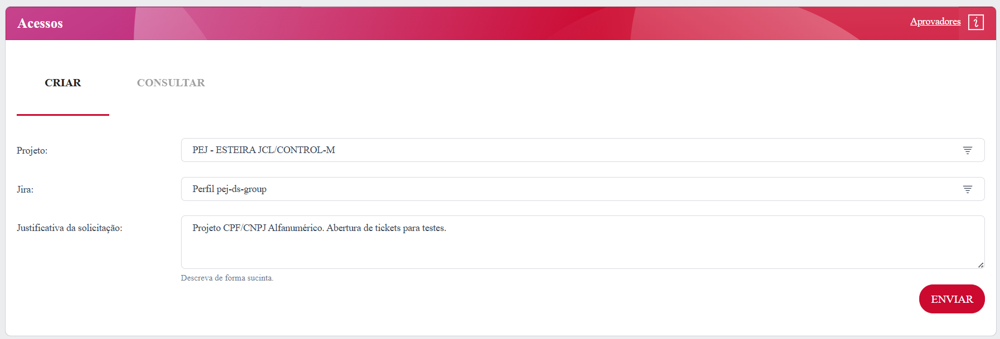 Acessos
Aprovadores
CRIAR
CONSULTAR
Projeto:
PEJ - ESTEIRA JCL/CONTROL-M
Jira:
Perfil pej-ds-group
Justificativa da solicitação:
Projeto CPF/CNPJ Alfanumérico. Abertura de tickets para testes.
Descreva de forma sucinta.
ENVIAR